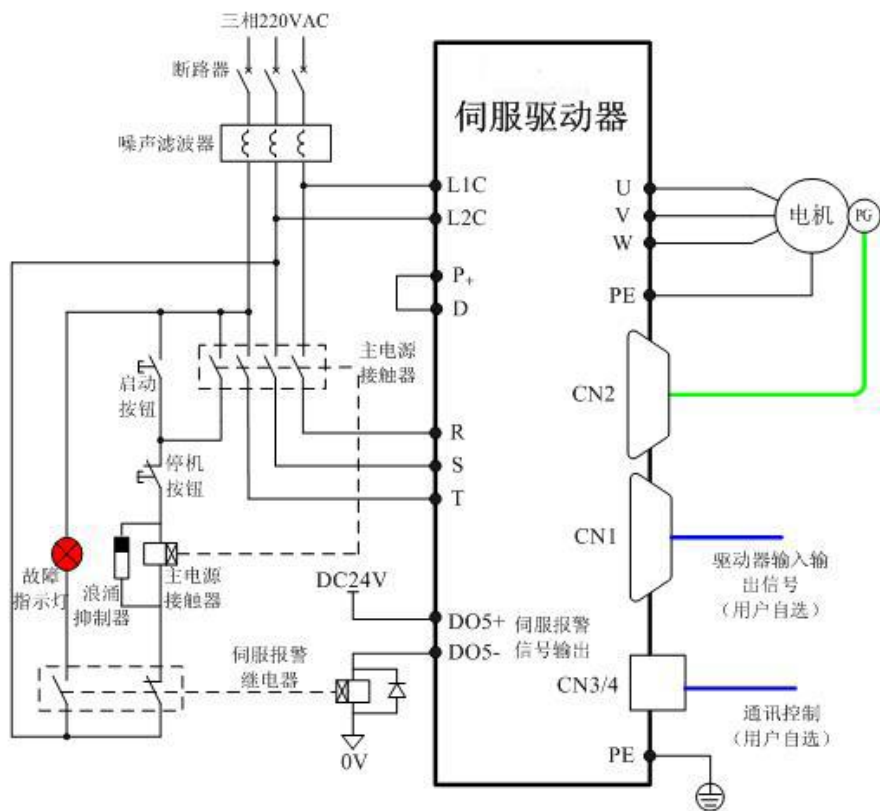 三相220VAC
断路器
伺服驱动器
噪声滤波器
L1C
L2C
U
V
W
电机
PG
P+
D
PE
主电源
接触器
启动
按钮
CN2
R
S
T
停机
按钮
CN1
故障
指示灯
浪涌
抑制器
主电源
接触器
DC24V
驱动器输入输
出信号
（用户自选）
DO5+
DO5-
伺服报警
信号输出
伺服报警
继电器
CN3/4
通讯控制
（用户自选）
0V
PE